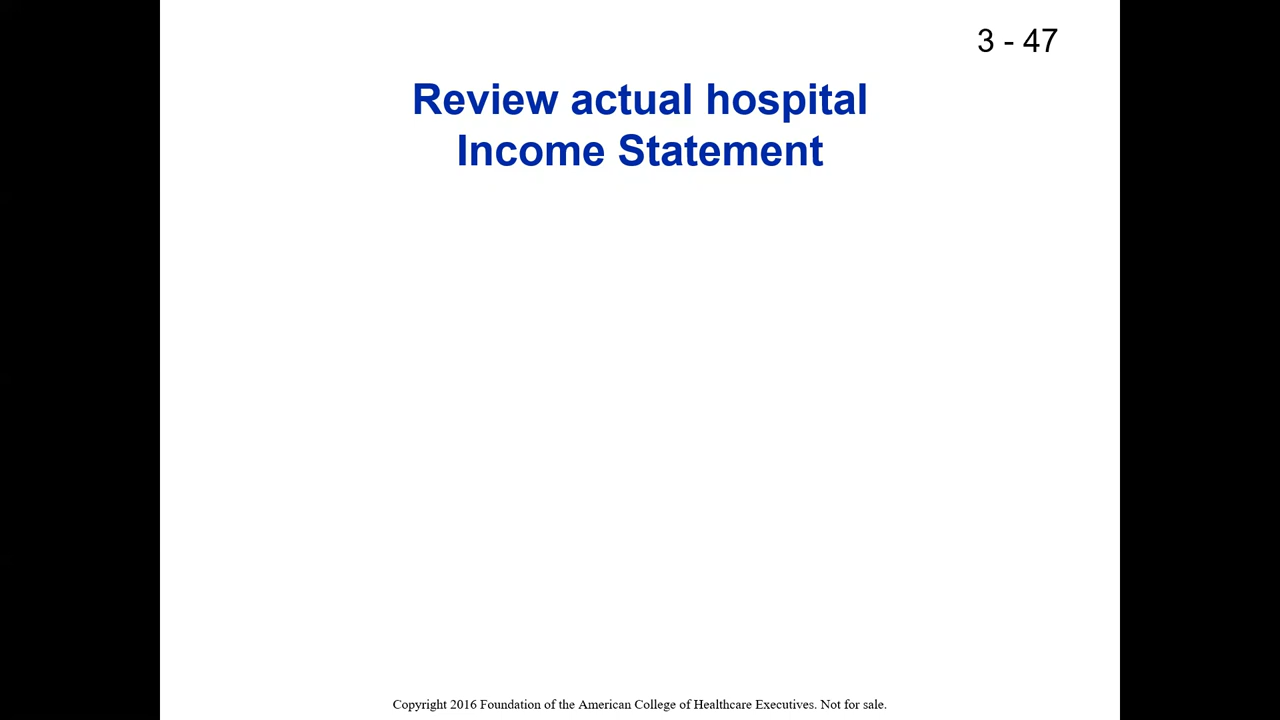 3 - 47
Review actual hospital
Income Statement
Copyright 2016 Foundation of the American College of Healthcare Executives. Not for sale.